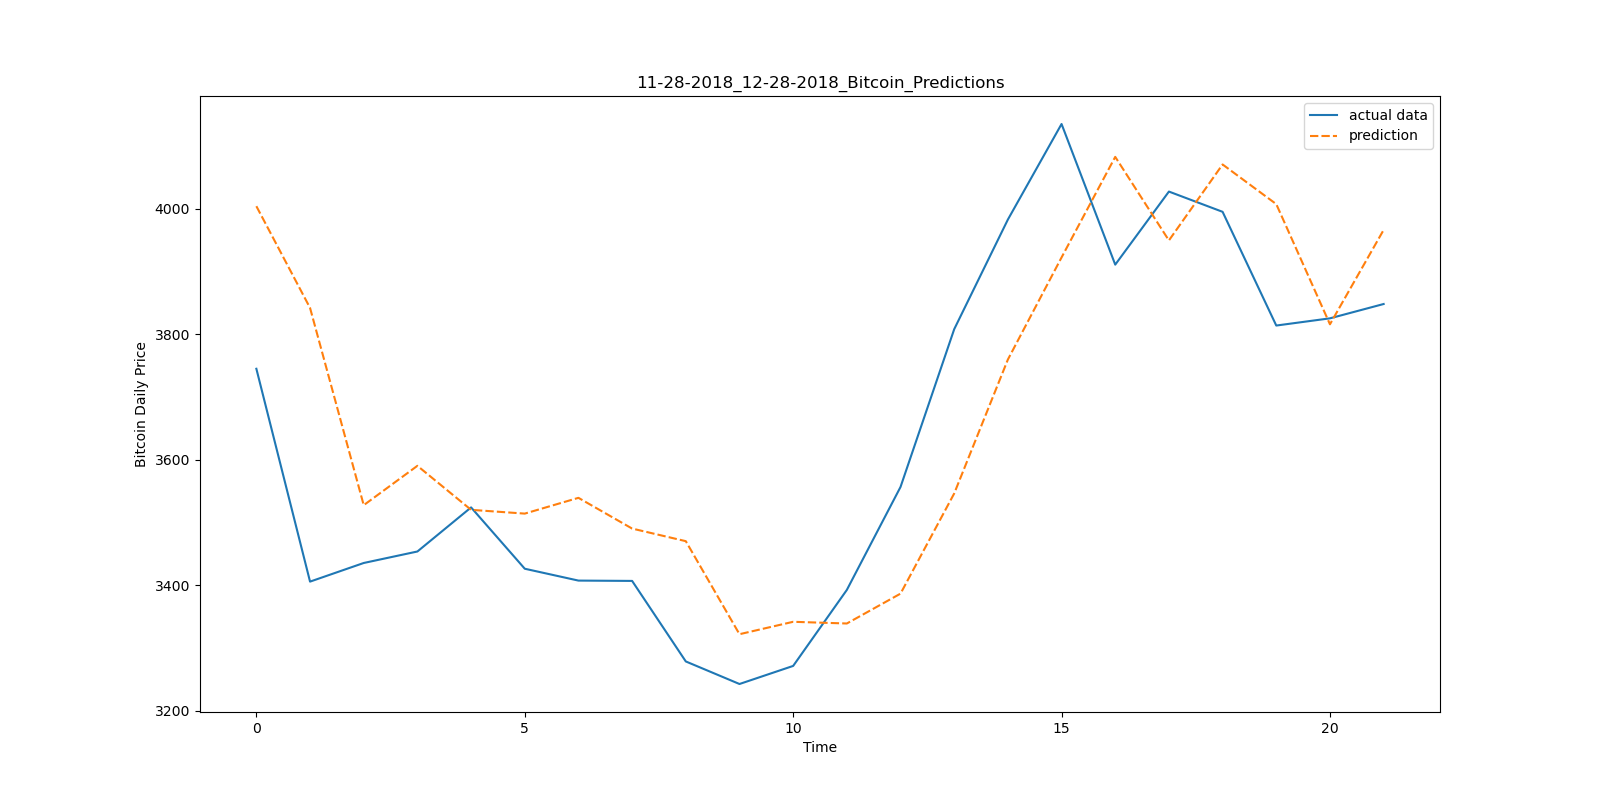 11-28-2018_12-28-2018_Bitcoin_Predictions
actual data
prediction
4000
3800
3600
3400
3200
Bitcoin Daily Price
0 5 10 15 20
Time